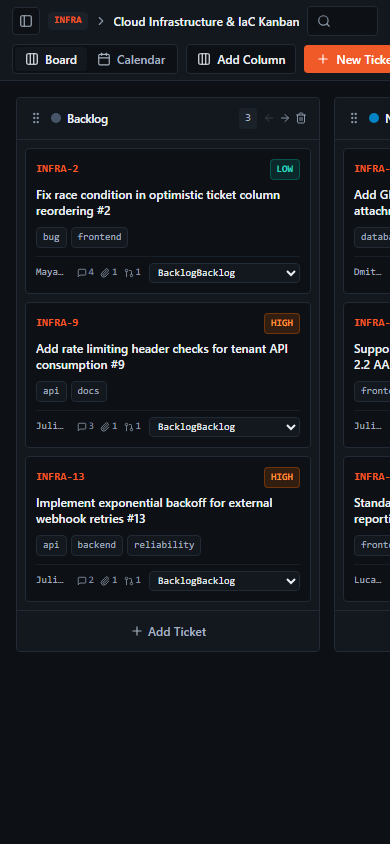 INFRA
Cloud Infrastructure & IaC Kanban
Board
Calendar
Add Column
New Ticke
Backlog
3
INFRA-2
LOW
Fix race condition in optimistic ticket column
reordering #2
bug
frontend
Maya…
4
1
1
BacklogBacklog
INFRA-9
HIGH
Add rate limiting header checks for tenant API
consumption #9
api
docs
Juli…
3
1
1
BacklogBacklog
INFRA-13
HIGH
Implement exponential backoff for external
webhook retries #13
api
backend
reliability
Juli…
2
1
1
BacklogBacklog
Add Ticket
INFRA-
attachm
databa
Dmit…
INFRA-
Suppo
2.2 AA
fronte
Juli…
INFRA-
Standa
reporti
fronte
Luca…